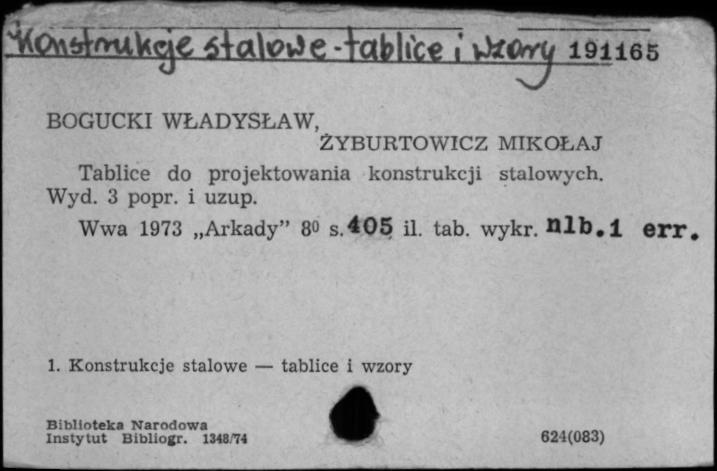 Konstrukcje stalowe - tablice i wzory 191165
BOGUCKI WŁADYSŁAW,
ŻYBURTOWICZ MIKOŁAJ
Tablice do projektowania konstrukcji stalowych.
Wyd. 3 popr. i uzup.
Wwa 1973 „Arkady” 8⁰ s. 405 il. tab. wykr. nlb. 1 err.
1. Konstrukcje stalowe — tablice i wzory
Biblioteka Narodowa
Instytut Bibliogr. 1348/74
624(083)